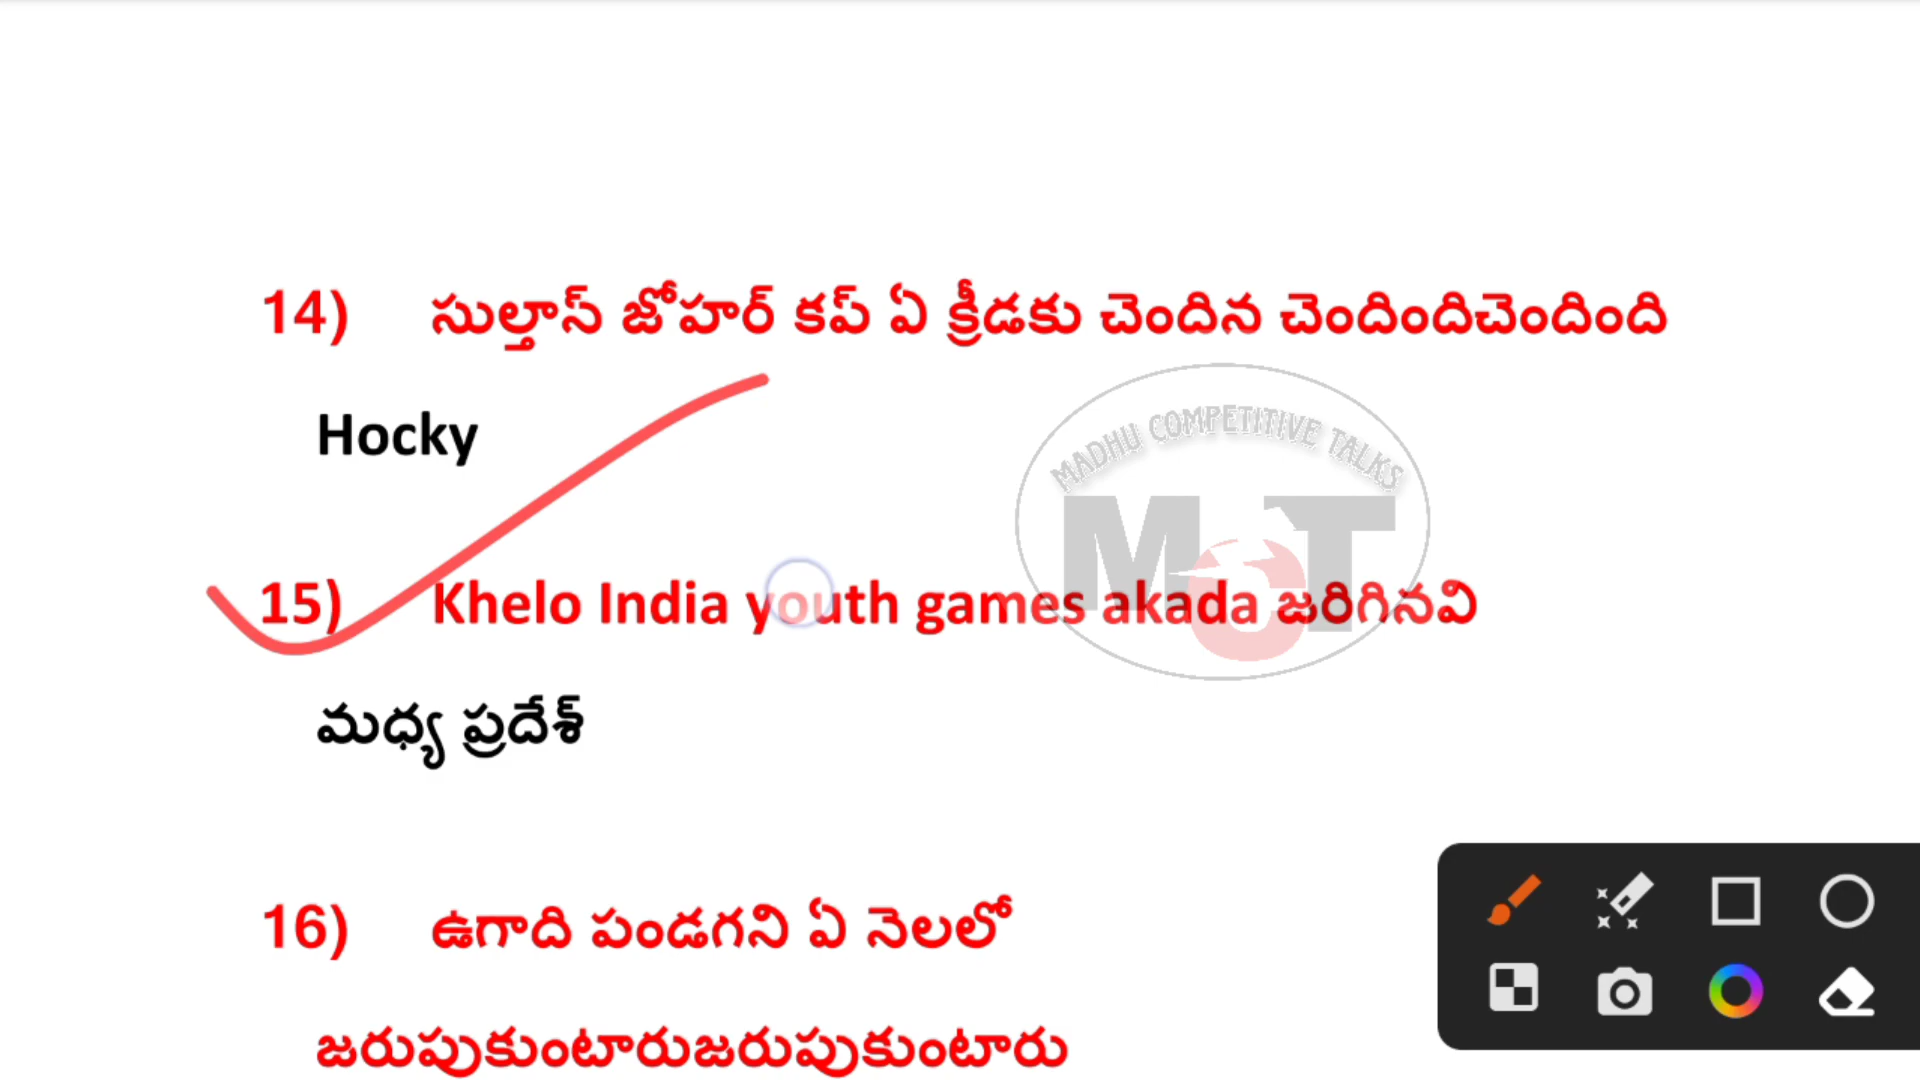 14) సుల్తాన్ జోహర్ కప్ ఏ క్రీడకు చెందిన చెందిందిచెందింది
Hocky
MADHU COMPETITIVE TALKS
MCT
15) Khelo India youth games akada జరిగినవి
మధ్య ప్రదేశ్
16) ఉగాది పండగని ఏ నెలలో
జరుపుకుంటారుజరుపుకుంటారు